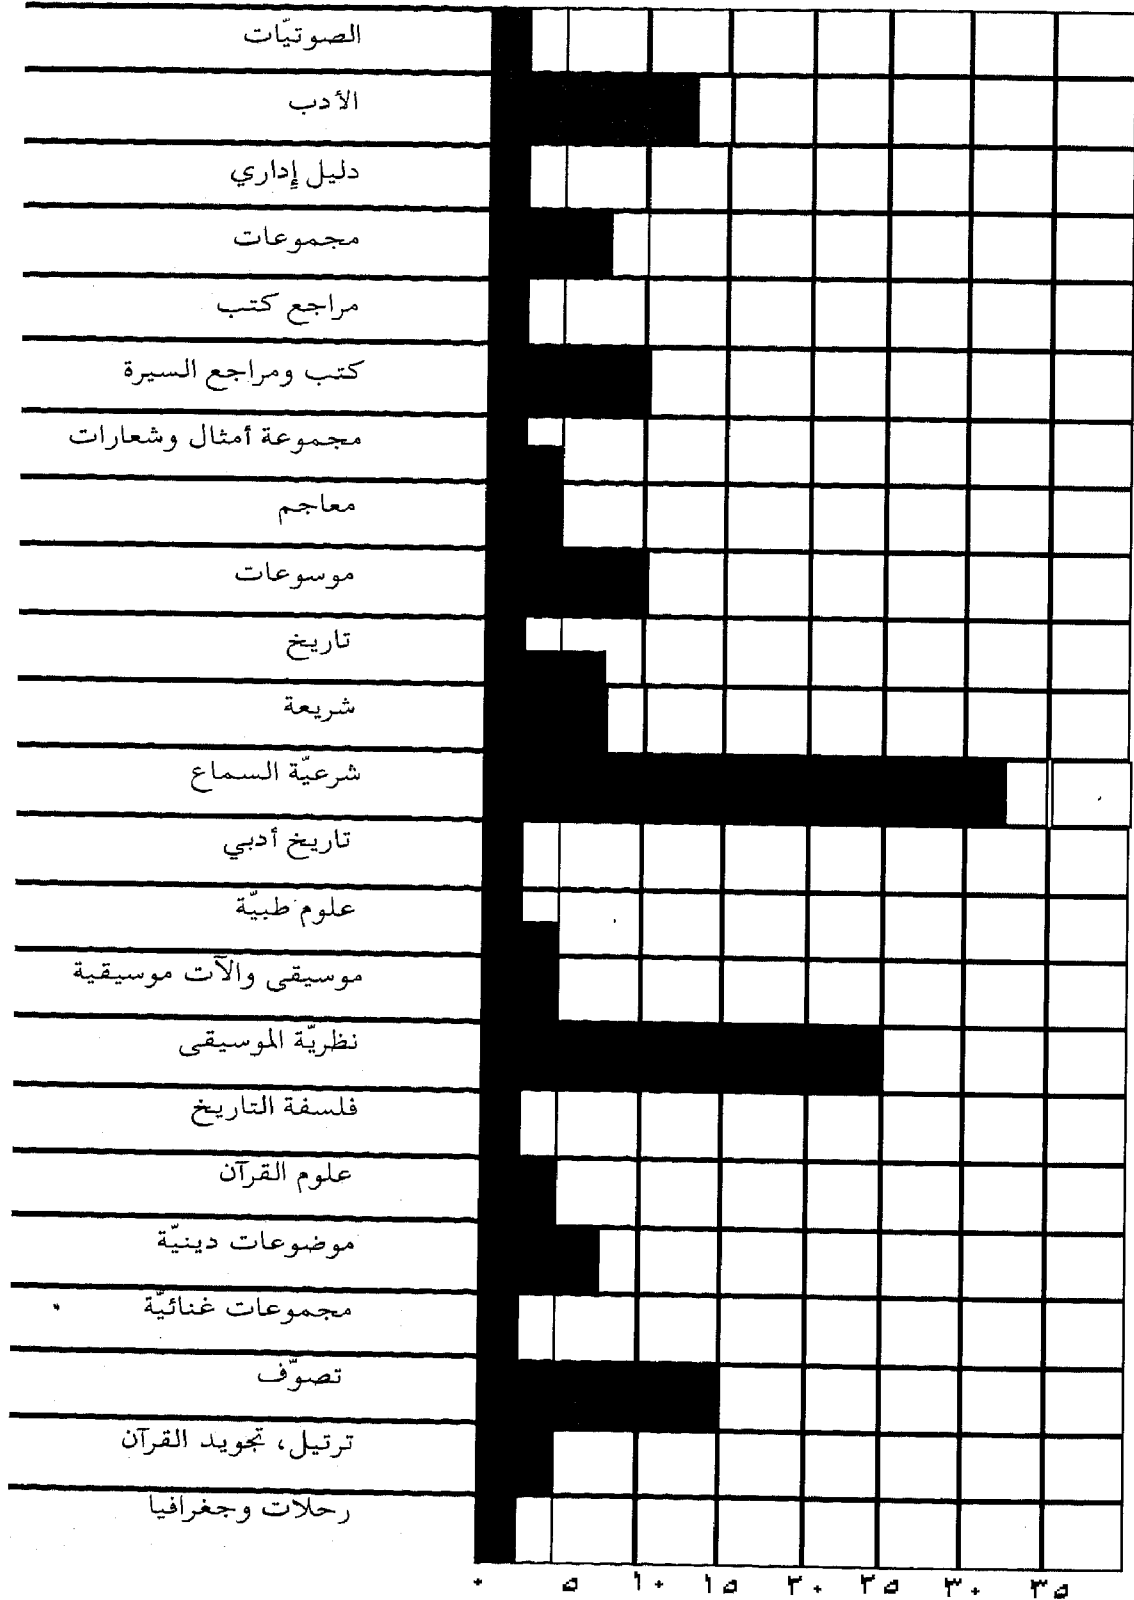 الصوتيّات
الأدب
دليل إداري
مجموعات
مراجع كتب
كتب ومراجع السيرة
مجموعة أمثال وشعارات
معاجم
موسوعات
تاريخ
شريعة
شرعيّة السماع
تاريخ أدبي
علوم طبيّة
موسيقى والآت موسيقية
نظريّة الموسيقى
فلسفة التاريخ
علوم القرآن
موضوعات دينيّة
مجموعات غنائيّة
تصوّف
ترتيل، تجويد القرآن
رحلات وجغرافيا
٠ ٥ ١٠ ١٥ ٢٠ ٢٥ ٣٠ ٣٥